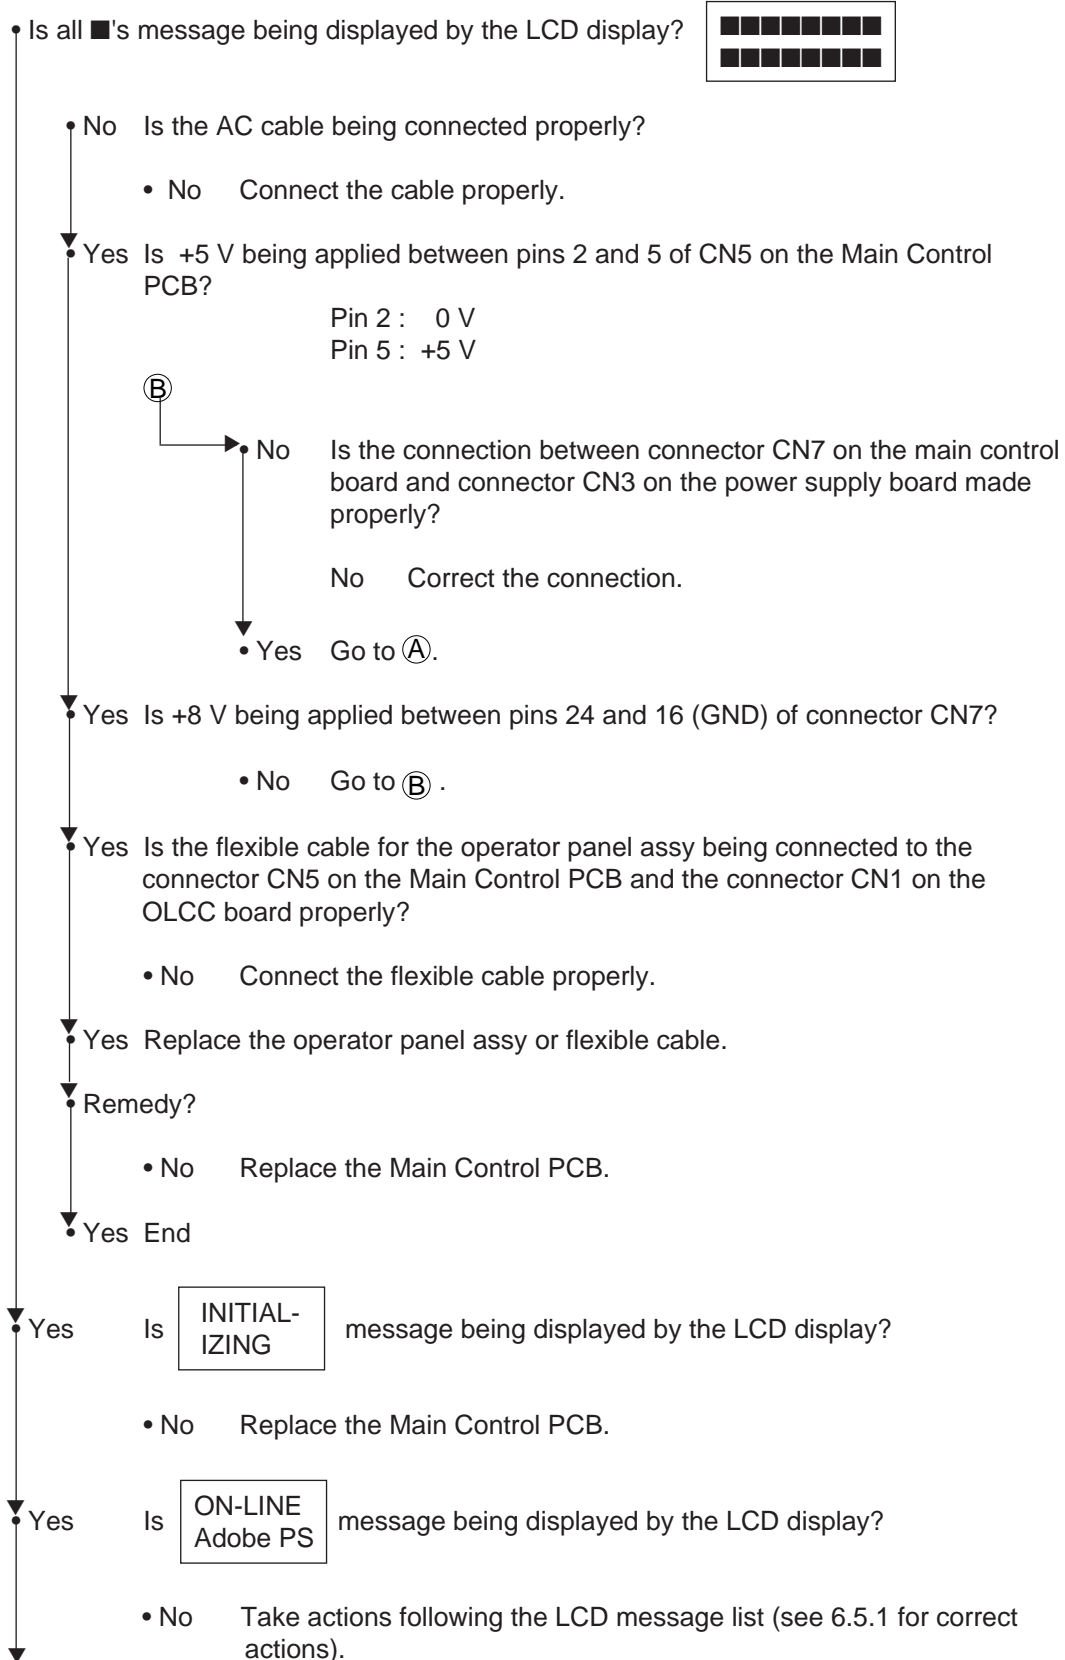 • Is all ■'s message being displayed by the LCD display?
■■■■■■■■
■■■■■■■■
• No Is the AC cable being connected properly?
• No Connect the cable properly.
• Yes Is +5 V being applied between pins 2 and 5 of CN5 on the Main Control
PCB?
Pin 2 : 0 V
Pin 5 : +5 V
Ⓑ
• No Is the connection between connector CN7 on the main control
board and connector CN3 on the power supply board made
properly?
No Correct the connection.
• Yes Go to Ⓐ.
• Yes Is +8 V being applied between pins 24 and 16 (GND) of connector CN7?
• No Go to Ⓑ .
• Yes Is the flexible cable for the operator panel assy being connected to the
connector CN5 on the Main Control PCB and the connector CN1 on the
OLCC board properly?
• No Connect the flexible cable properly.
• Yes Replace the operator panel assy or flexible cable.
• Remedy?
• No Replace the Main Control PCB.
• Yes End
• Yes Is INITIAL-
IZING message being displayed by the LCD display?
• No Replace the Main Control PCB.
• Yes Is ON-LINE
Adobe PS message being displayed by the LCD display?
• No Take actions following the LCD message list (see 6.5.1 for correct
actions).